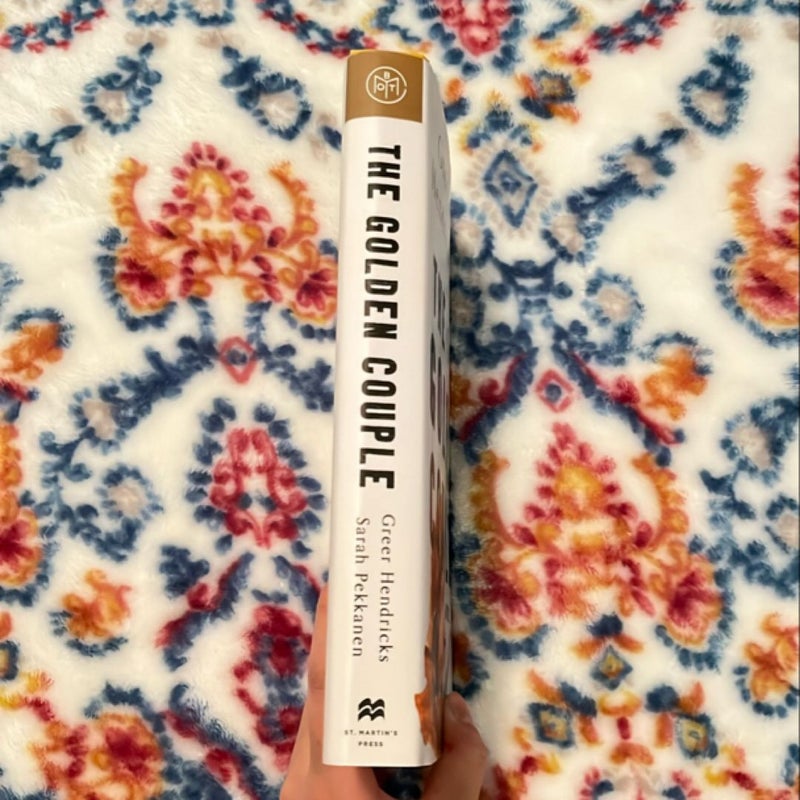 BOTM
THE GOLDEN COUPLE
Greer Hendricks
Sarah Pekkanen
ST. MARTIN'S
PRESS